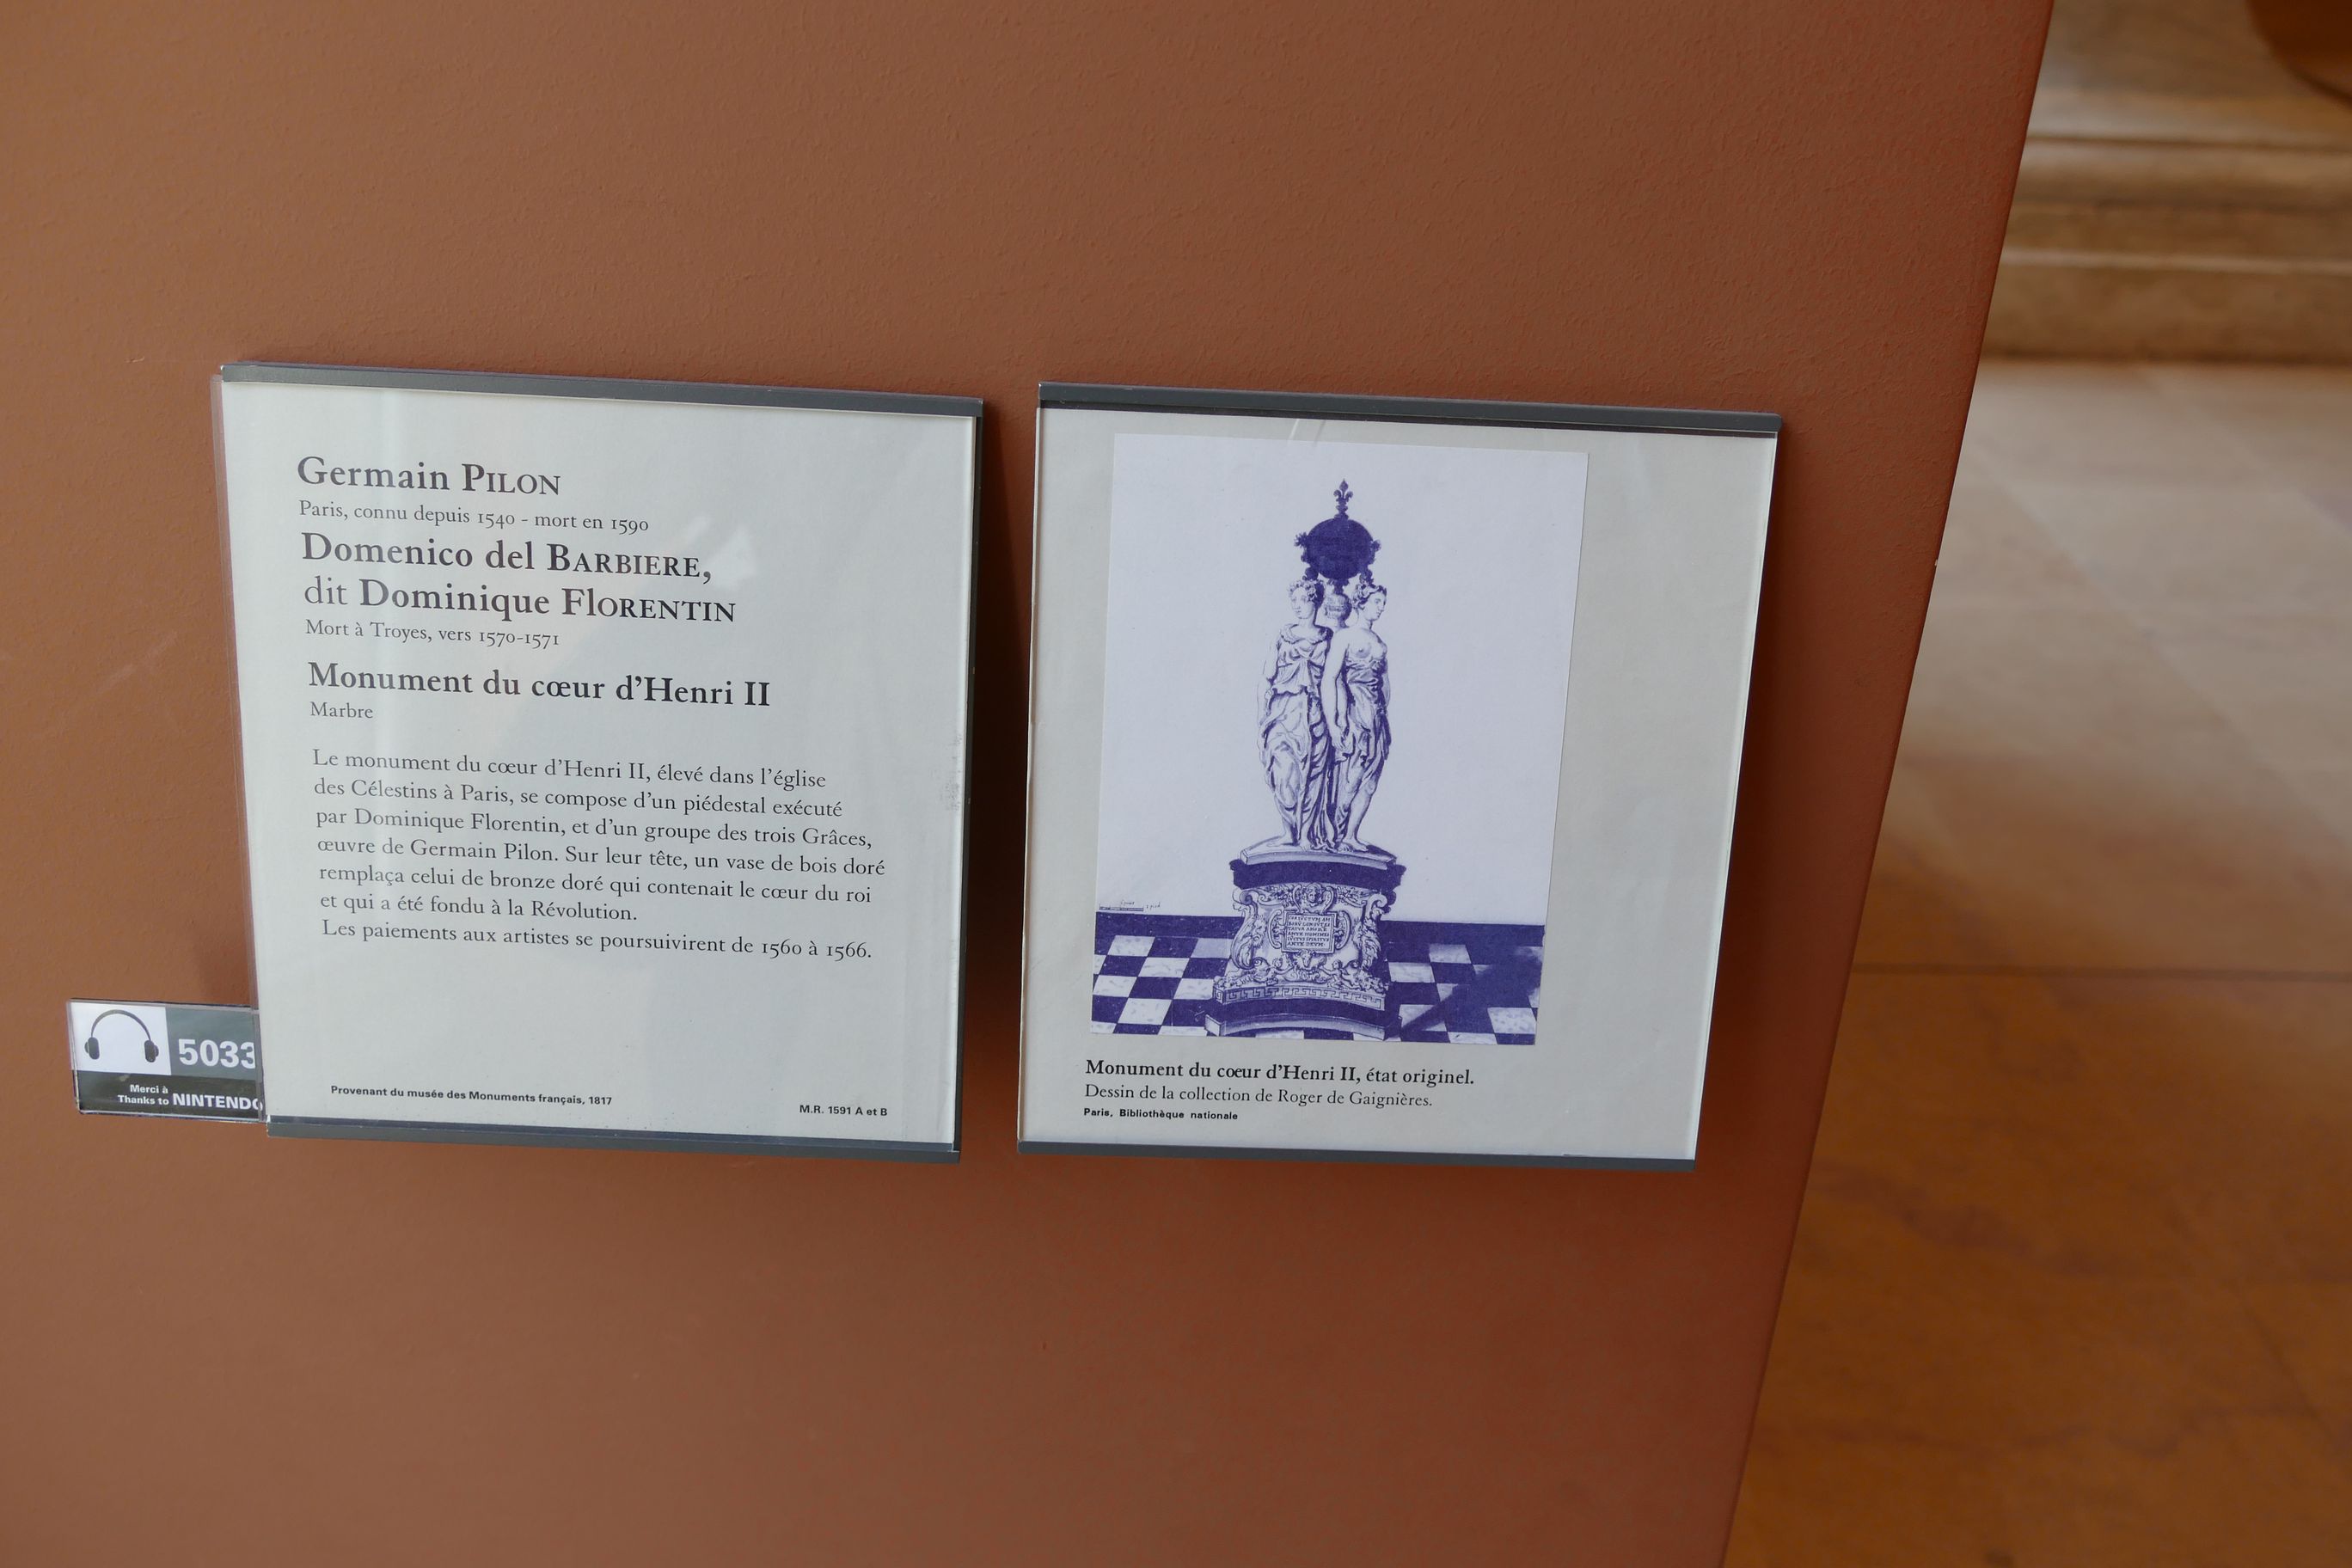 Germain PILON
Paris, connu depuis 1540 - mort en 1590
Domenico del BARBIERE,
dit Dominique FlORENTIN
Mort à Troyes, vers 1570-1571
Monument du cœur d'Henri II
Marbre
Le monument du cœur d'Henri II, élevé dans l'église
des Célestins à Paris, se compose d'un piédestal exécuté
par Dominique Florentin, et d'un groupe des trois Grâces,
œuvre de Germain Pilon. Sur leur tête, un vase de bois doré
remplaça celui de bronze doré qui contenait le cœur du roi
et qui a été fondu à la Révolution.
Les paiements aux artistes se poursuivirent de 1560 à 1566.
Provenant du musée des Monuments français, 1817
M.R. 1591 A et B
5033
Merci à
Thanks to NINTENDO
Monument du cœur d'Henri II, état originel.
Dessin de la collection de Roger de Gaignières.
Paris, Bibliothèque nationale